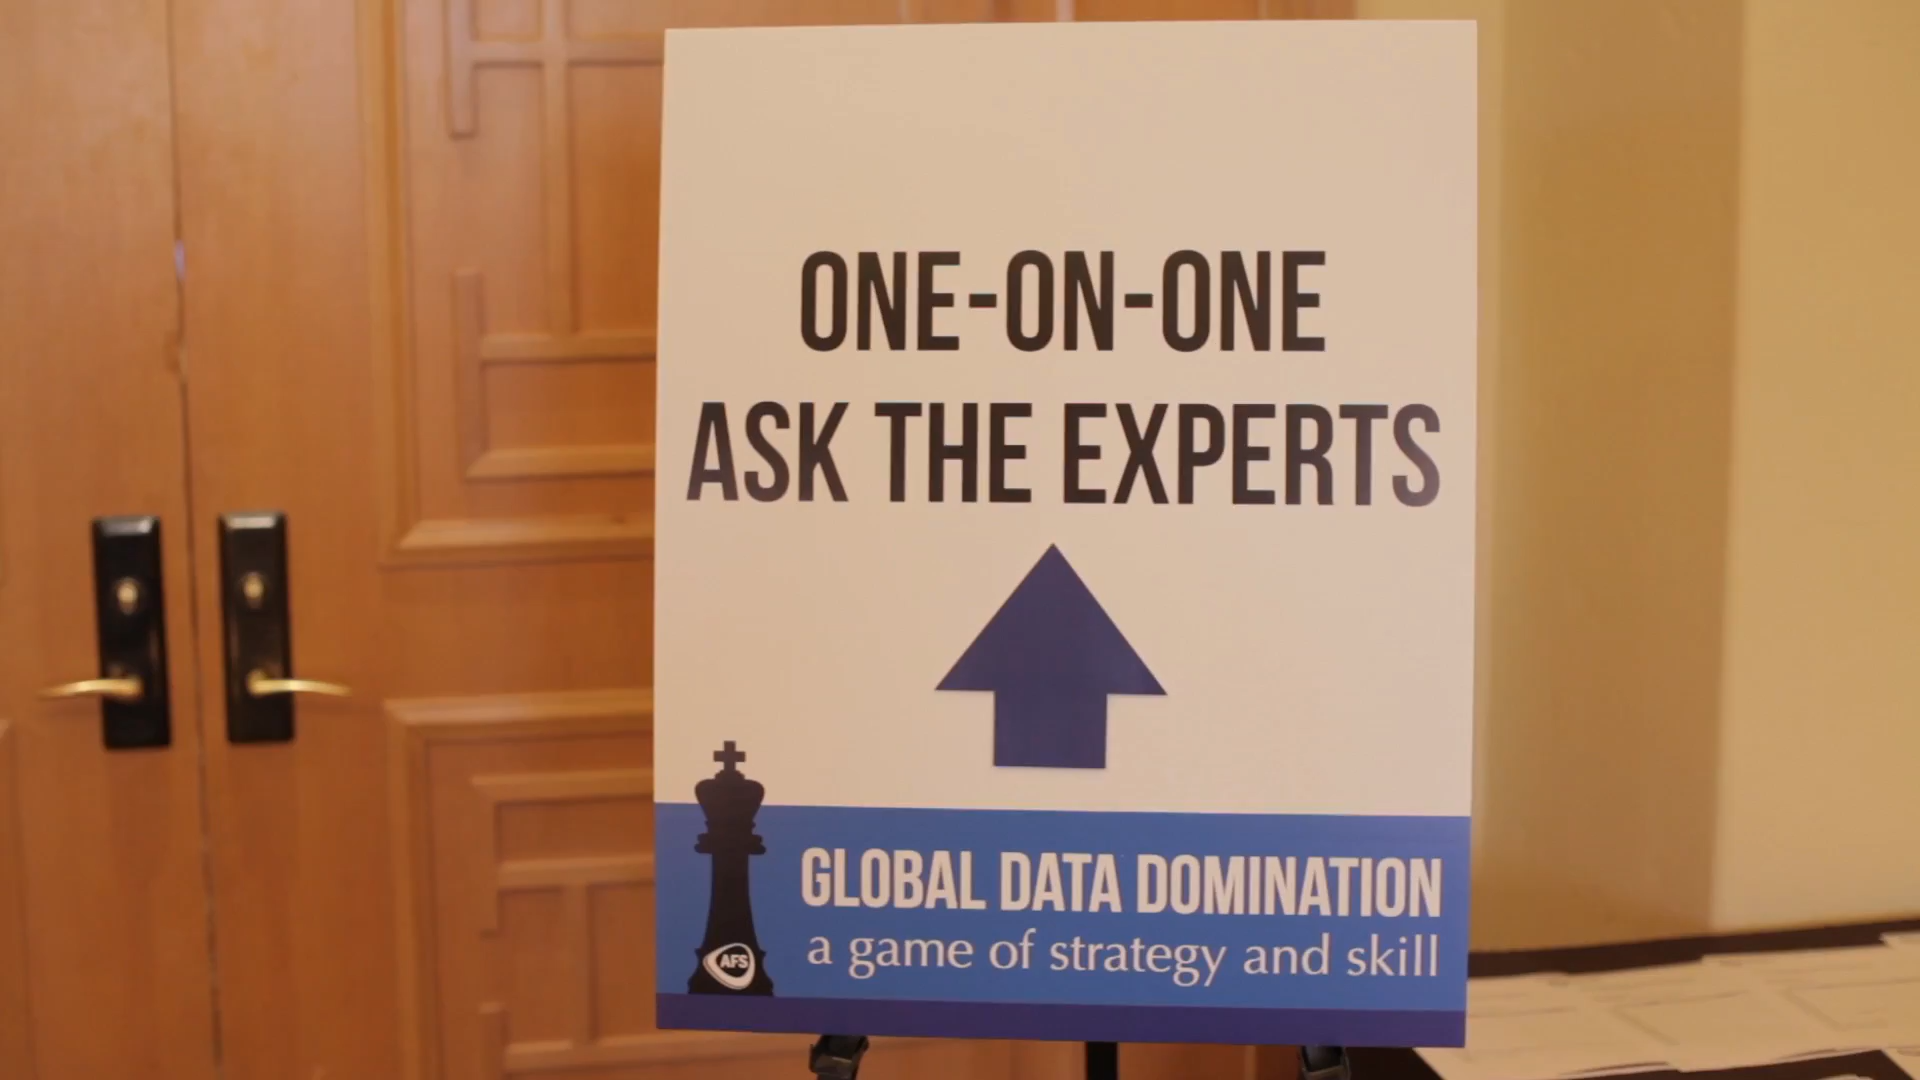 ONE-ON-ONE
ASK THE EXPERTS
GLOBAL DATA DOMINATION
a game of strategy and skill
AFS